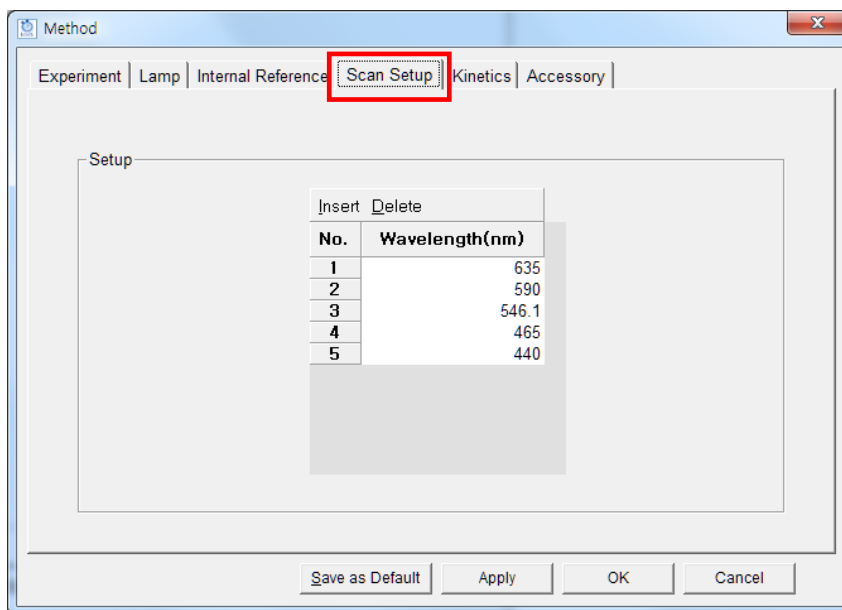 Method
Experiment Lamp Internal Reference Scan Setup Kinetics Accessory
Setup
Insert Delete
No. Wavelength(nm)
1 635
2 590
3 546.1
4 465
5 440
Save as Default Apply OK Cancel